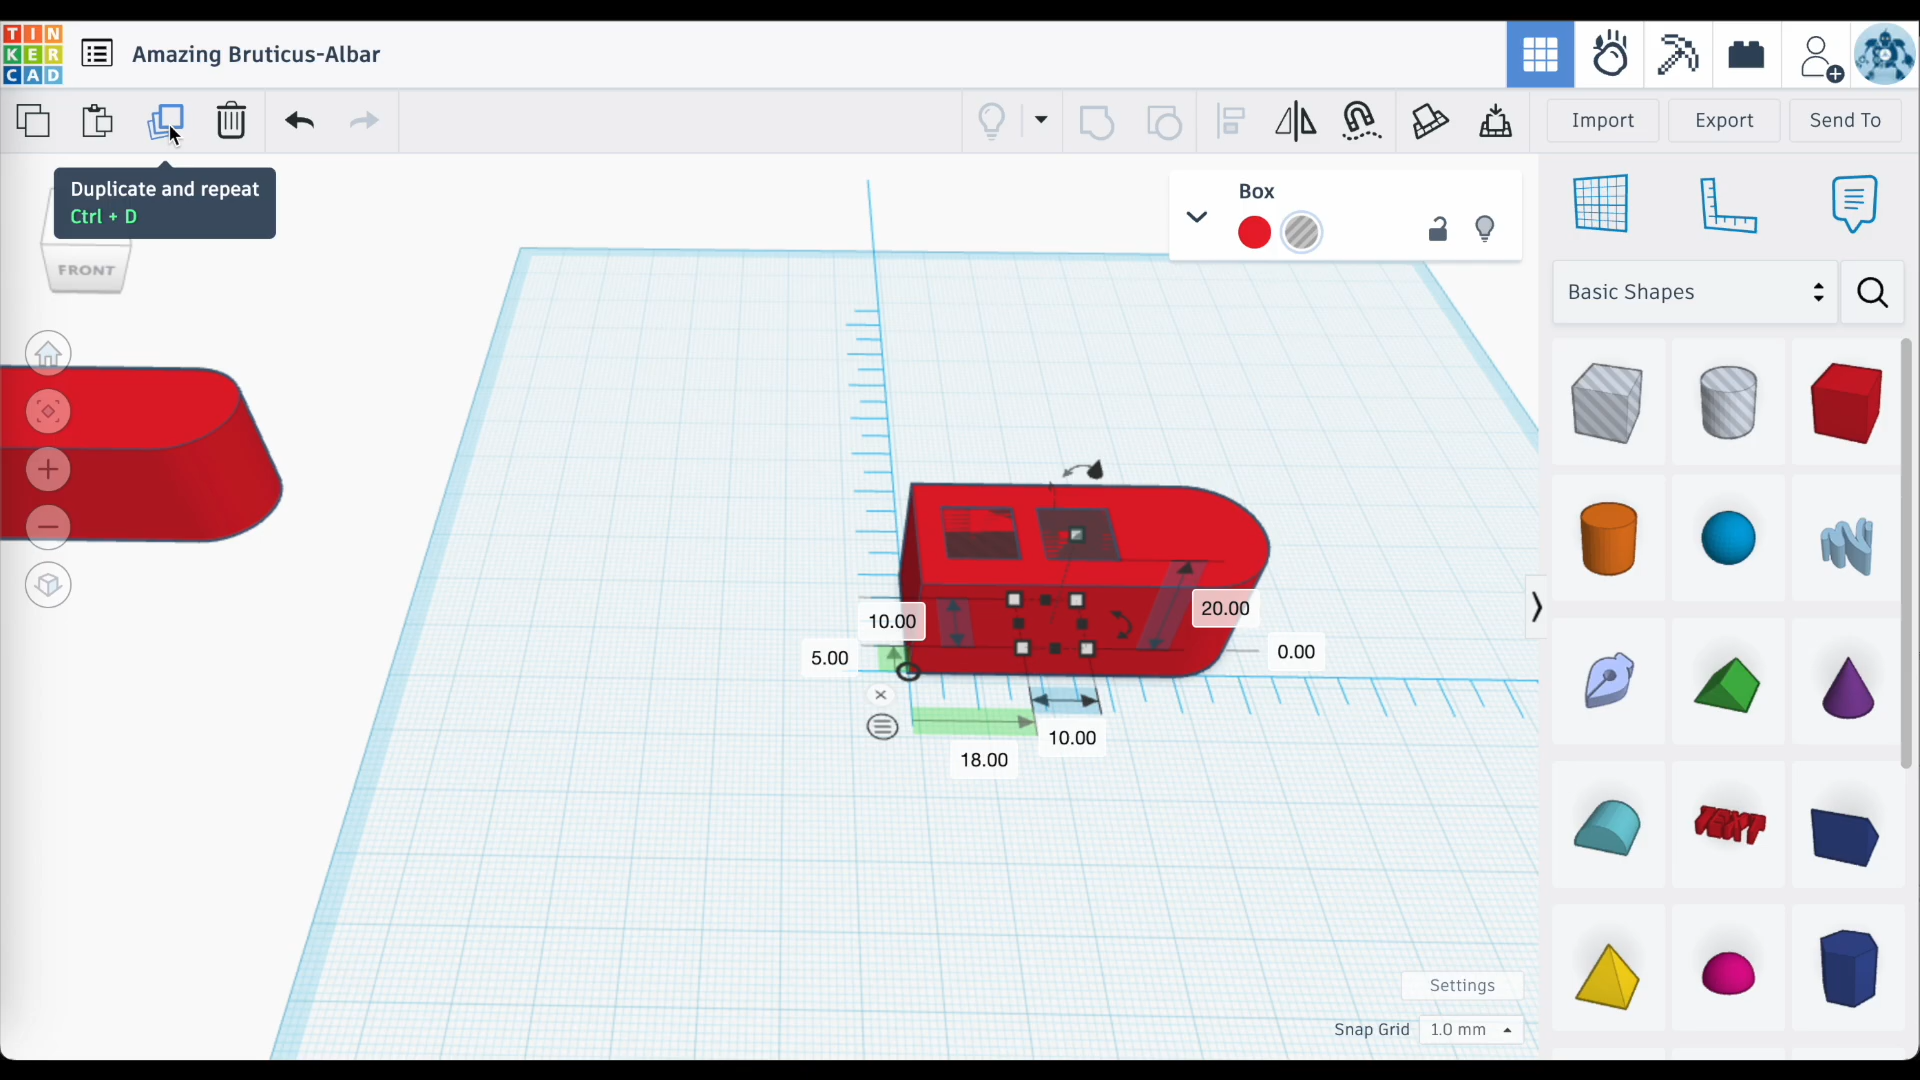 TIN
KER
CAD
Amazing Bruticus-Albar
Import
Export
Send To
Duplicate and repeat
Ctrl + D
FRONT
Box
Basic Shapes
10.00
20.00
5.00
0.00
10.00
18.00
TEXT
Settings
Snap Grid
1.0 mm